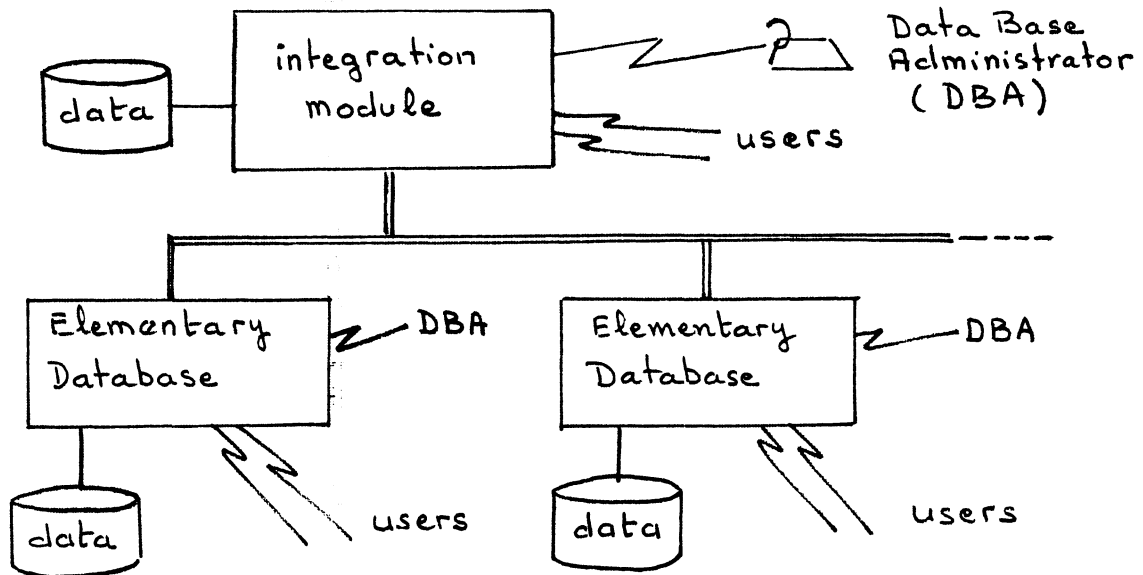 integration
module
data
Data Base
Administrator
(DBA)
users
Elementary
Database
DBA
data
users
Elementary
Database
DBA
data
users